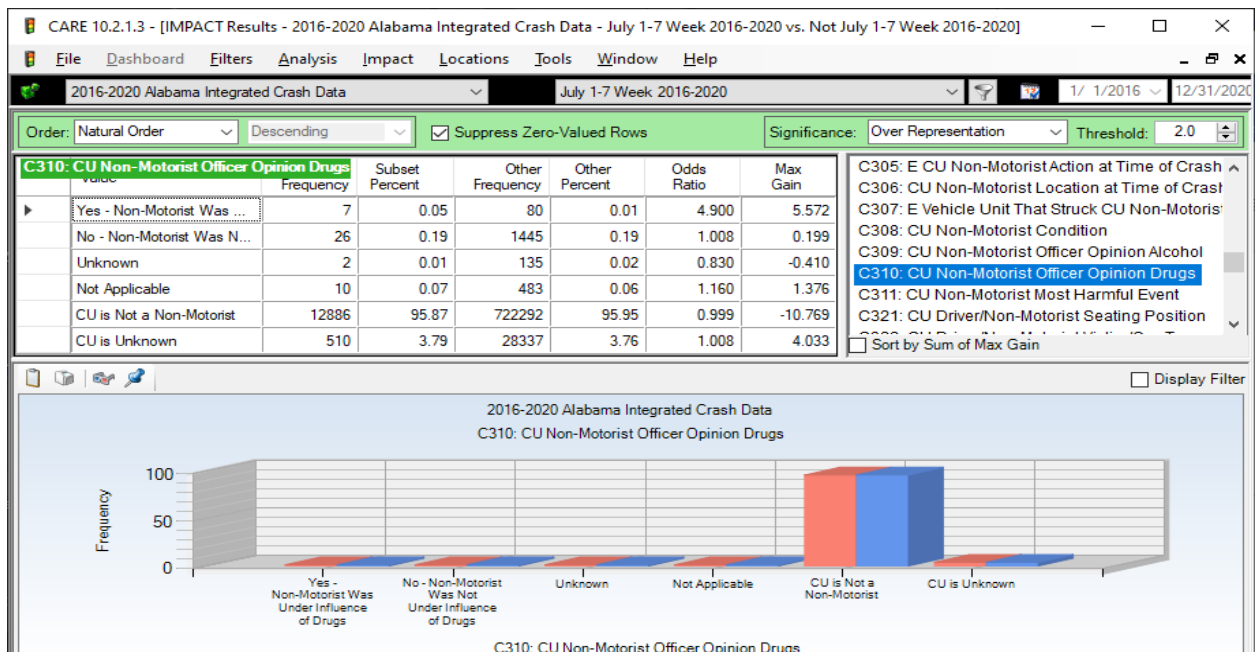 CARE 10.2.1.3 - [IMPACT Results - 2016-2020 Alabama Integrated Crash Data - July 1-7 Week 2016-2020 vs. Not July 1-7 Week 2016-2020]
File Dashboard Filters Analysis Impact Locations Tools Window Help
2016-2020 Alabama Integrated Crash Data July 1-7 Week 2016-2020 1/ 1/2016 12/31/2020
Order: Natural Order Descending Suppress Zero-Valued Rows Significance: Over Representation Threshold: 2.0
C310: CU Non-Motorist Officer Opinion Drugs
Frequency Subset Percent Other Frequency Other Percent Odds Ratio Max Gain
Yes - Non-Motorist Was ... 7 0.05 80 0.01 4.900 5.572
No - Non-Motorist Was N... 26 0.19 1445 0.19 1.008 0.199
Unknown 2 0.01 135 0.02 0.830 -0.410
Not Applicable 10 0.07 483 0.06 1.160 1.376
CU is Not a Non-Motorist 12886 95.87 722292 95.95 0.999 -10.769
CU is Unknown 510 3.79 28337 3.76 1.008 4.033
C305: E CU Non-Motorist Action at Time of Crash
C306: CU Non-Motorist Location at Time of Crash
C307: E Vehicle Unit That Struck CU Non-Motorist
C308: CU Non-Motorist Condition
C309: CU Non-Motorist Officer Opinion Alcohol
C310: CU Non-Motorist Officer Opinion Drugs
C311: CU Non-Motorist Most Harmful Event
C321: CU Driver/Non-Motorist Seating Position
Sort by Sum of Max Gain
Display Filter
2016-2020 Alabama Integrated Crash Data
C310: CU Non-Motorist Officer Opinion Drugs
Frequency
100
50
0
Yes - Non-Motorist Was Under Influence of Drugs
No - Non-Motorist Was Not Under Influence of Drugs
Unknown
Not Applicable
CU is Not a Non-Motorist
CU is Unknown
C310: CU Non-Motorist Officer Opinion Drugs